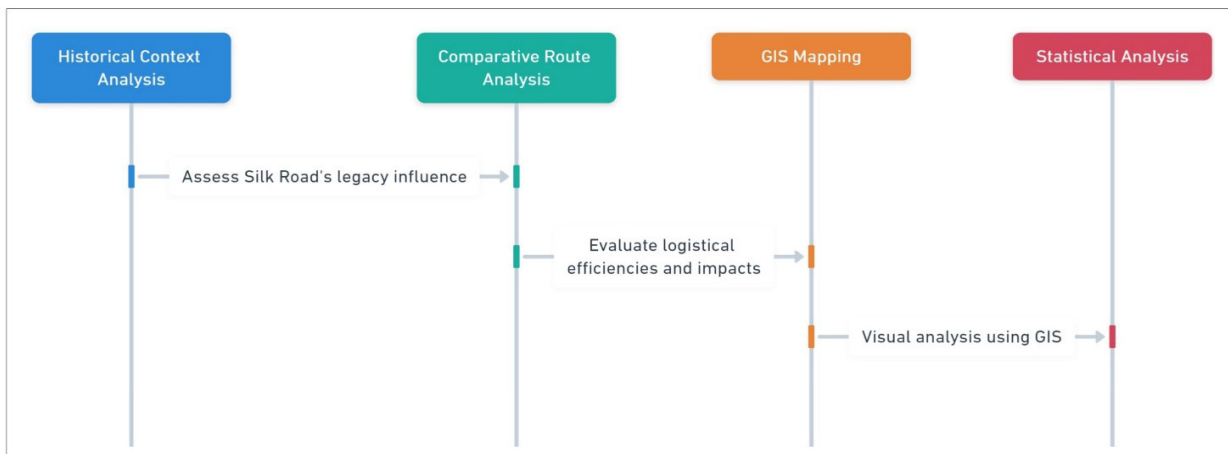 Historical Context
Analysis
Comparative Route
Analysis
GIS Mapping
Statistical Analysis
Assess Silk Road's legacy influence
Evaluate logistical
efficiencies and impacts
Visual analysis using GIS